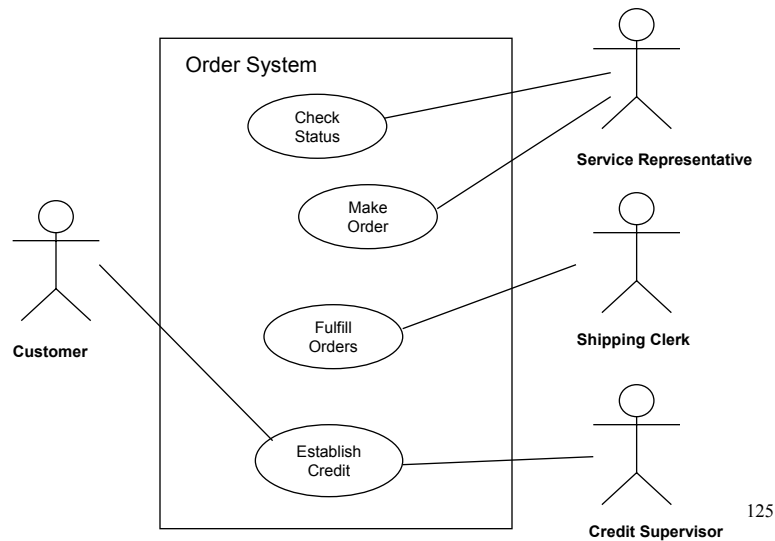 Order System
Check
Status
Service Representative
Make
Order
Customer
Fulfill
Orders
Shipping Clerk
Establish
Credit
Credit Supervisor
125